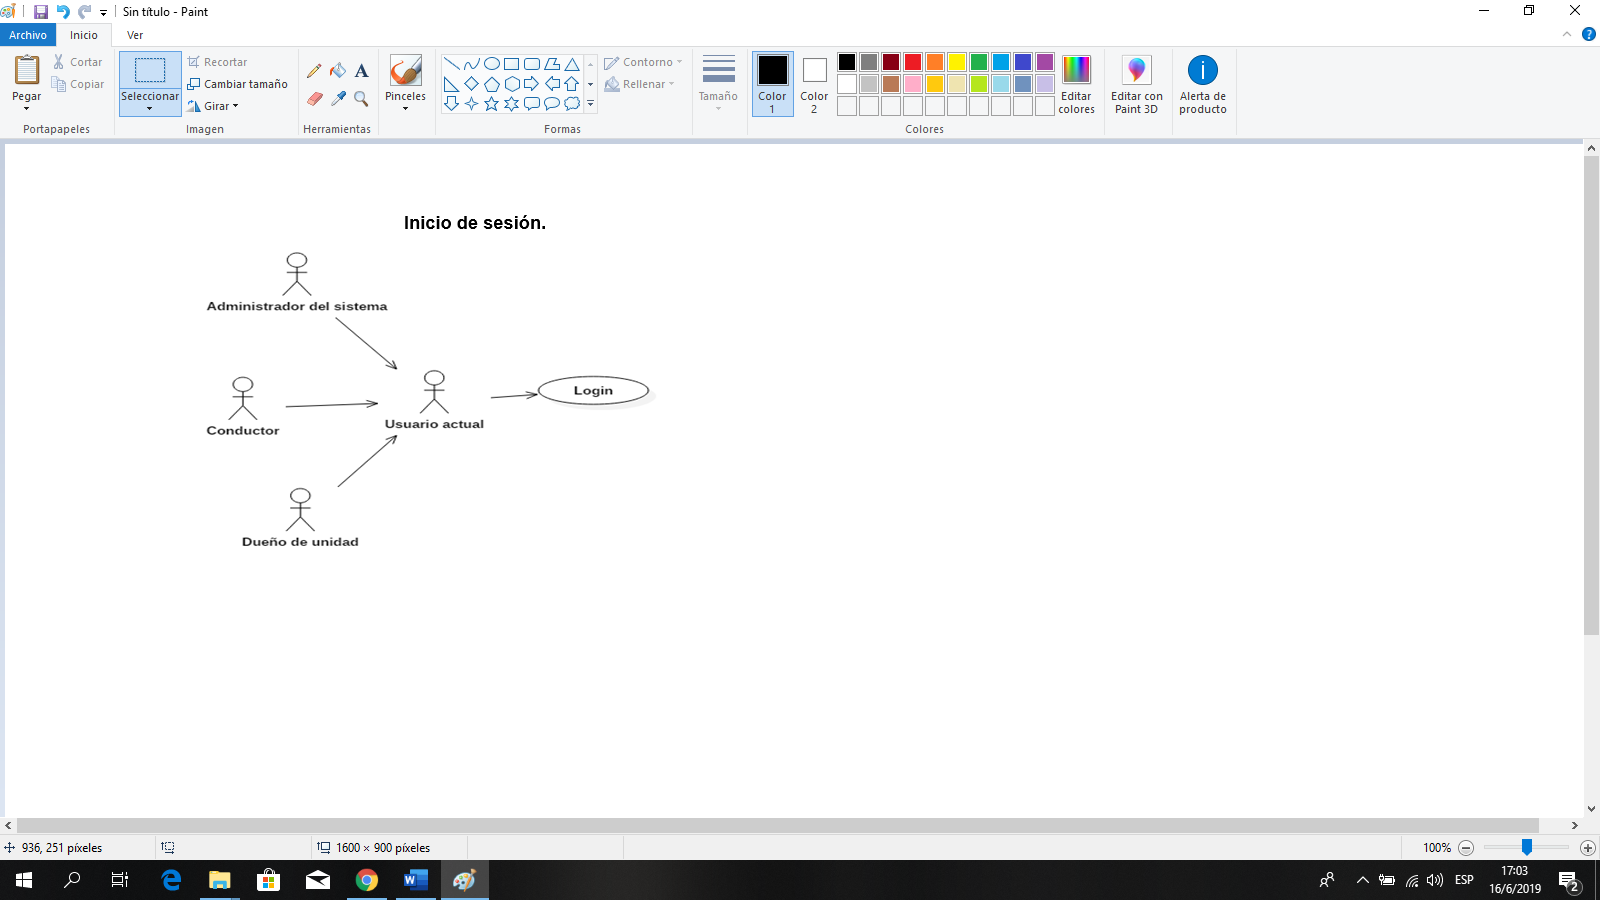 Sin título - Paint
Archivo Inicio Ver
Pegar
Cortar
Copiar
Portapapeles
Seleccionar
Recortar
Cambiar tamaño
Girar
Imagen
A
Herramientas
Pinceles
Contorno
Rellenar
Formas
Tamaño
Color
1
Color
2
Editar
colores
Colores
Editar con
Paint 3D
Alerta de
producto
Inicio de sesión.
Administrador del sistema
Conductor
Usuario actual
Login
Dueño de unidad
936, 251 píxeles
1600 × 900 píxeles
100%
ESP
17:03
16/6/2019
2